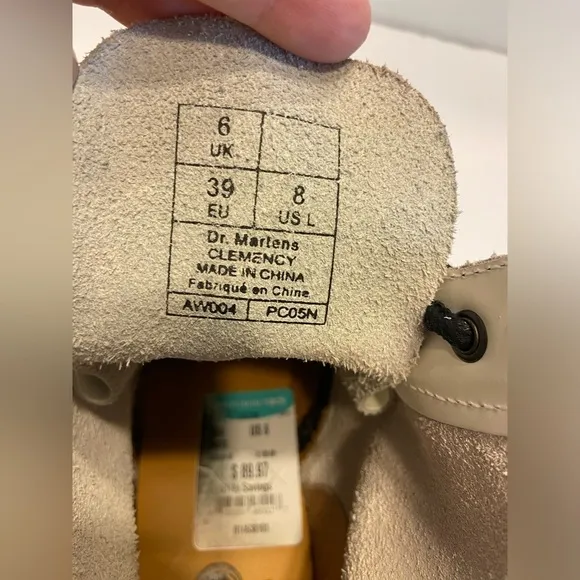 6
UK
39 8
EU US L
Dr. Martens
CLEMENCY
MADE IN CHINA
Fabriqué en Chine
AW004 PC05N
$ 89.97